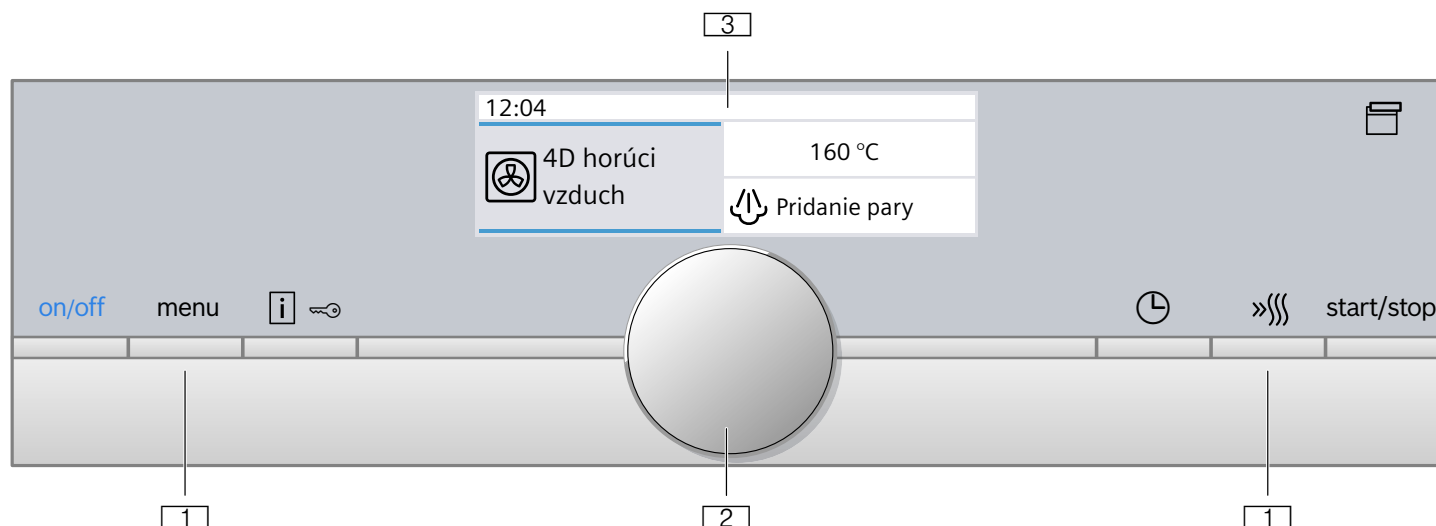 3
12:04
4D horúci
vzduch
160 °C
Pridanie pary
on/off menu i start/stop
1 2 1